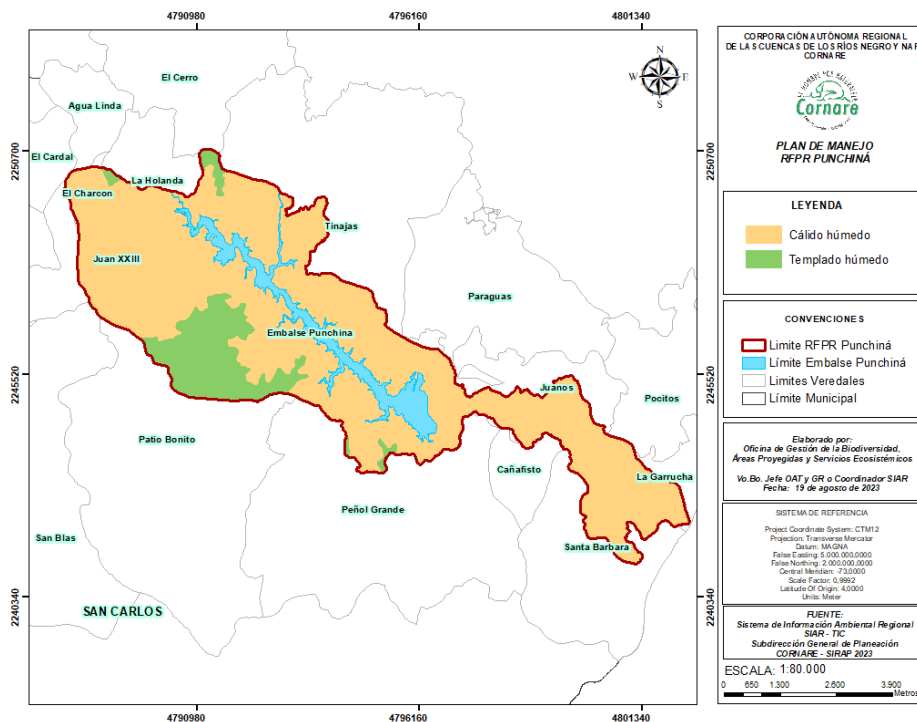 4790980 4796160 4801340
El Cerro
N
W E
S
Agua Linda
2250700
2250700
El Cardal
La Holanda
El Charcon
Tinajas
Juan XXIII
Paraguas
Embalse Punchina
2245520
2245520
Juanos
Pocitos
Patio Bonito
Cañafisto
La Garrucha
Peñol Grande
San Blas
Santa Barbara
2240340
2240340
SAN CARLOS
4790980 4796160 4801340
CORPORACIÓN AUTÓNOMA REGIONAL
DE LAS CUENCAS DE LOS RÍOS NEGRO Y NAR
CORNARE
Cornare
PLAN DE MANEJO
RFPR PUNCHINÁ
LEYENDA
Cálido húmedo
Templado húmedo
CONVENCIONES
Limite RFPR Punchiná
Límite Embalse Punchiná
Limites Veredales
Límite Municipal
Elaborado por:
Oficina de Gestión de la Biodiversidad,
Áreas Proyegidas y Servicios Ecosistémicos
Vo.Bo. Jefe OAT y GR o Coordinador SIAR
Fecha: 19 de agosto de 2023
SISTEMA DE REFERENCIA
Project Coordinate System: CTM12
Projection: Transverse Mercator
Datum: MAGNA
False Easting: 5.000.000,0000
False Northing: 2.000.000,0000
Central Meridian: -73,0000
Scale Factor: 0,9992
Latitude Of Origin: 4,0000
Units: Meter
FUENTE:
Sistema de Información Ambiental Regional
SIAR - TIC
Subdirección General de Planeación
CORNARE - SIRAP 2023
ESCALA: 1:80.000
0 650 1.300 2.600 3.900
Metros